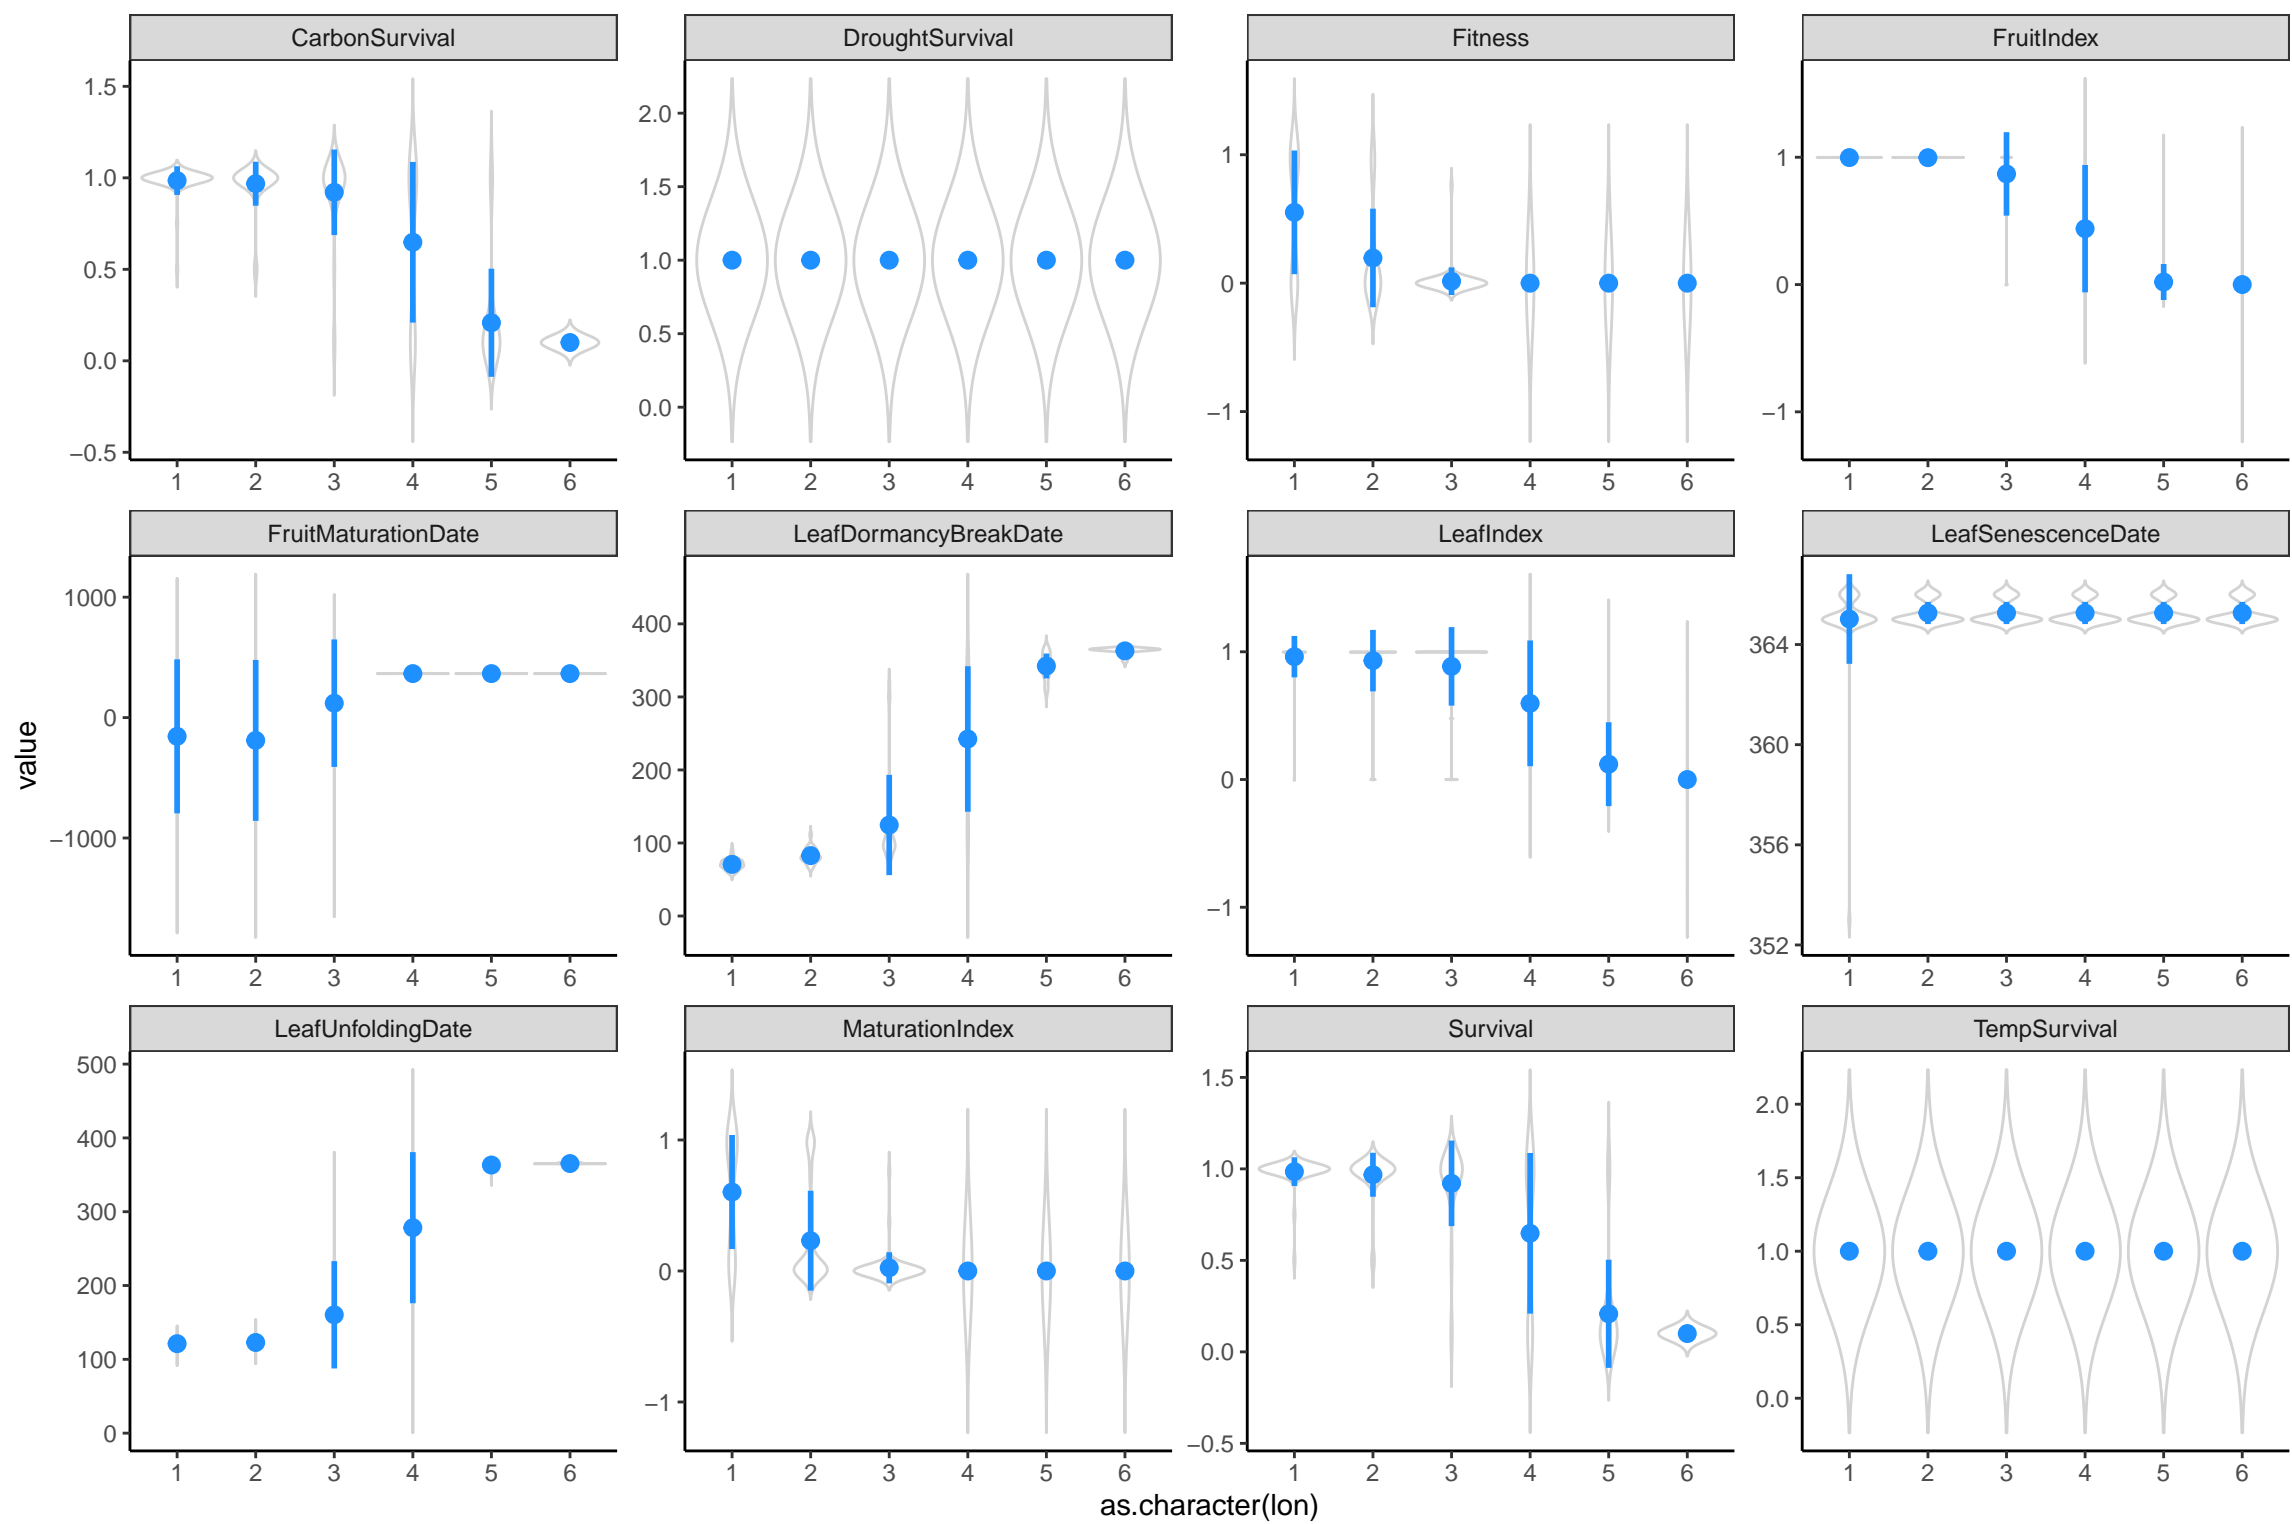 CarbonSurvival DroughtSurvival Fitness FruitIndex
1.5 1.0 0.5 0.0 −0.5
2.0 1.5 1.0 0.5 0.0
1 0 −1
1 0 −1
1 2 3 4 5 6 1 2 3 4 5 6 1 2 3 4 5 6 1 2 3 4 5 6
FruitMaturationDate LeafDormancyBreakDate LeafIndex LeafSenescenceDate
value
1000 0 −1000
400 300 200 100 0
1 0 −1
364 360 356 352
1 2 3 4 5 6 1 2 3 4 5 6 1 2 3 4 5 6 1 2 3 4 5 6
LeafUnfoldingDate MaturationIndex Survival TempSurvival
500 400 300 200 100 0
1 0 −1
1.5 1.0 0.5 0.0 −0.5
2.0 1.5 1.0 0.5 0.0
1 2 3 4 5 6 1 2 3 4 5 6 1 2 3 4 5 6 1 2 3 4 5 6
as.character(lon)